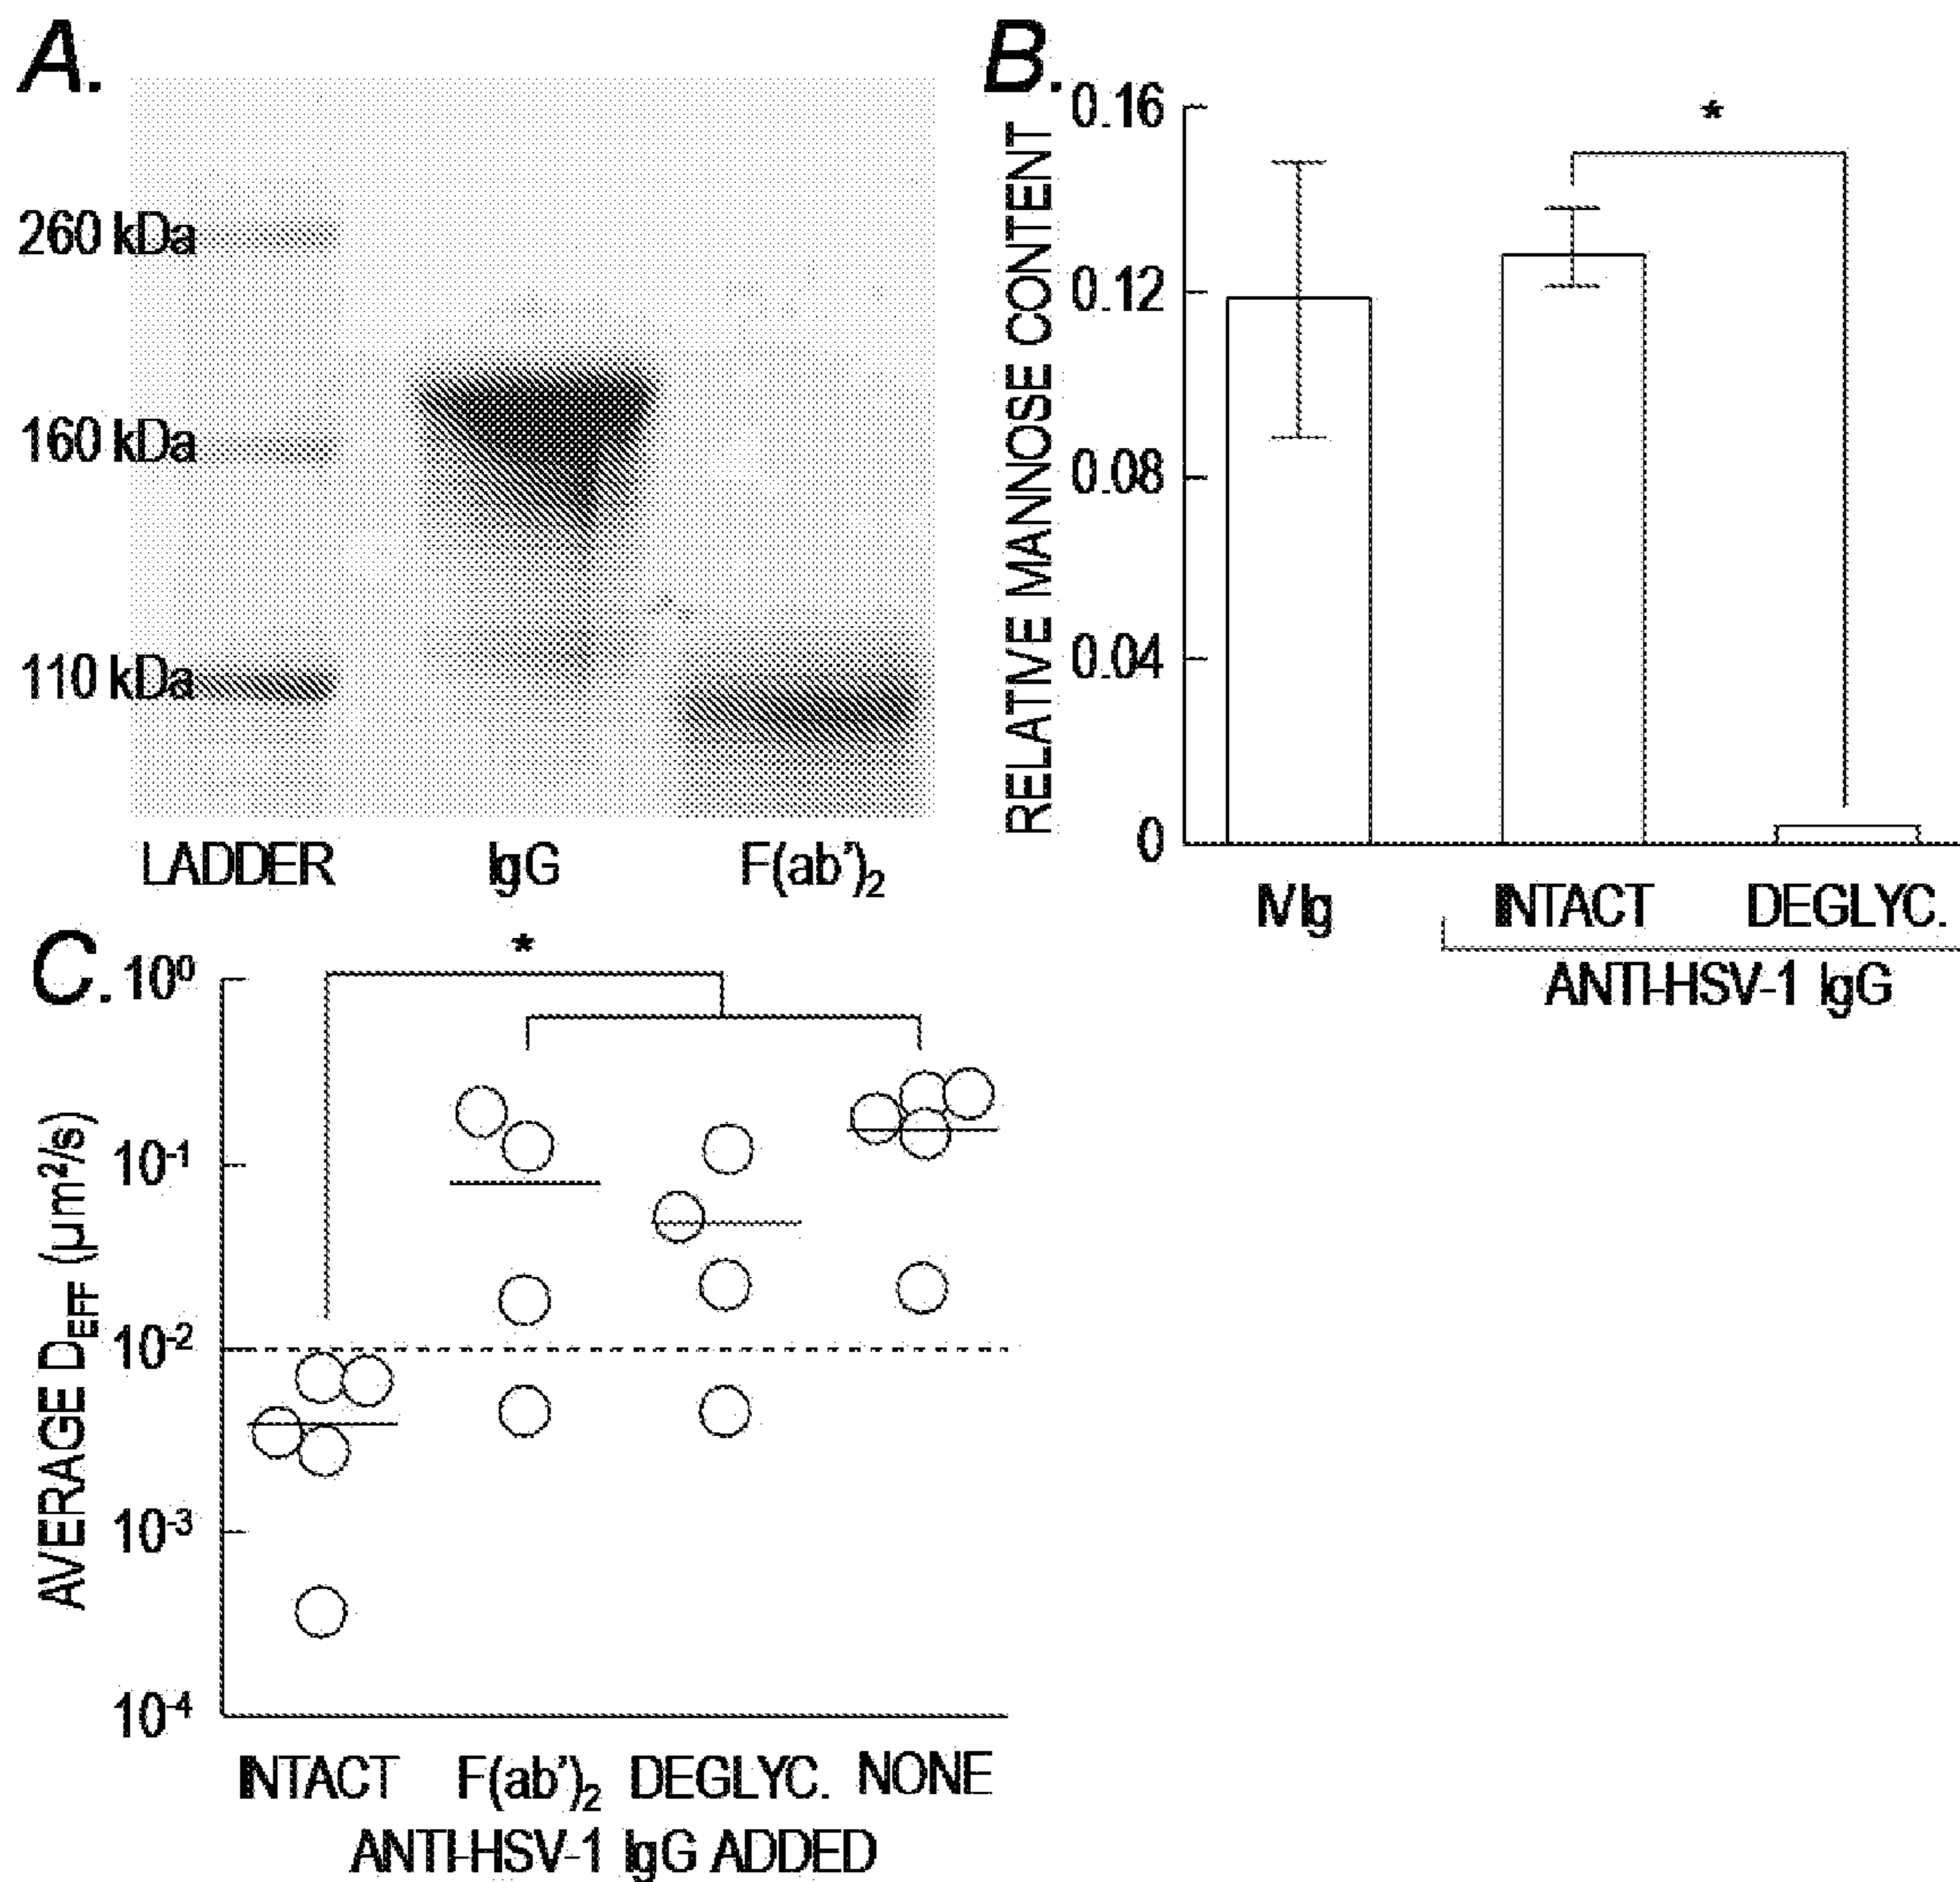 A.
260 kDa
160 kDa
110 kDa
LADDER IgG F(ab')₂
B.
RELATIVE MANNOSE CONTENT
0.16
0.12
0.08
0.04
0
*
IVIg INTACT DEGLYC.
ANTI-HSV-1 IgG
C.
AVERAGE D_EFF (µm²/s)
10⁰
10⁻¹
10⁻²
10⁻³
10⁻⁴
*
INTACT F(ab')₂ DEGLYC. NONE
ANTI-HSV-1 IgG ADDED